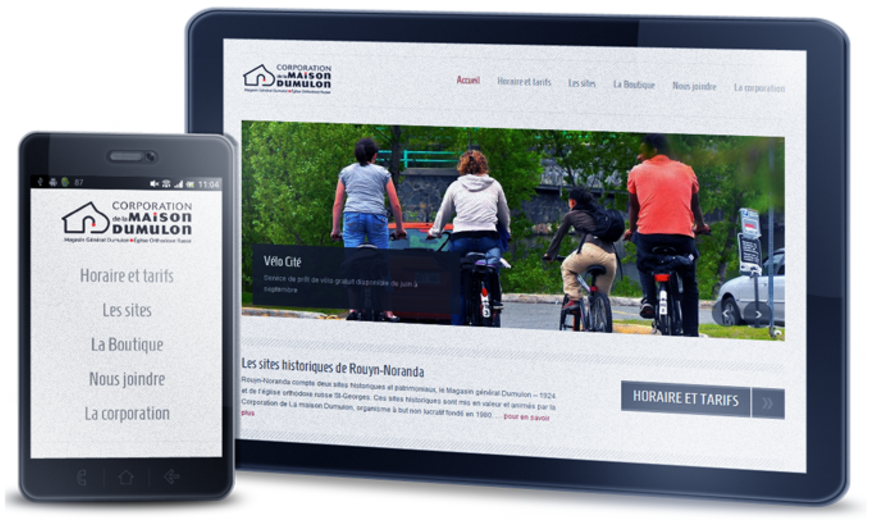 87
11:04
CORPORATION
de la MAISON
DUMULON
Magasin Général Dumulon Église Orthodoxe Russe
Horaire et tarifs
Les sites
La Boutique
Nous joindre
La corporation
CORPORATION
de la MAISON
DUMULON
Magasin Général Dumulon Église Orthodoxe Russe
Accueil Horaire et tarifs Les sites La Boutique Nous joindre La corporation
Vélo Cité
Service de prêt de vélo gratuit disponible de juin à
septembre
Les sites historiques de Rouyn-Noranda
Rouyn-Noranda compte deux sites historiques et patrimoniaux, le Magasin général Dumulon – 1924
et de l'église orthodoxe russe St-Georges. Ces sites historiques sont mis en valeur et animés par la
Corporation de La maison Dumulon, organisme à but non lucratif fondé en 1980. ... pour en savoir
plus
HORAIRE ET TARIFS »